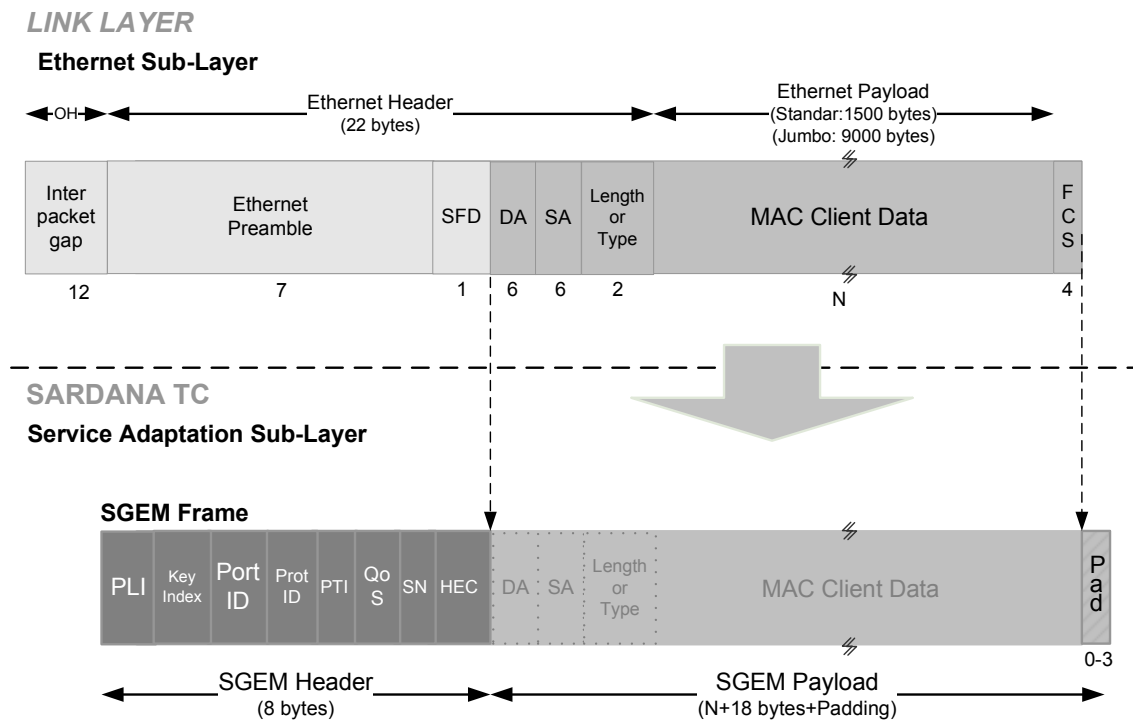 LINK LAYER
Ethernet Sub-Layer
OH
Ethernet Header
(22 bytes)
Ethernet Payload
(Standar:1500 bytes)
(Jumbo: 9000 bytes)
Inter
packet
gap
Ethernet
Preamble
SFD
DA
SA
Length
or
Type
MAC Client Data
F
C
S
12
7
1
6
6
2
N
4
SARDANA TC
Service Adaptation Sub-Layer
SGEM Frame
PLI
Key
Index
Port
ID
Prot
ID
PTI
Qo
S
SN
HEC
DA
SA
Length
or
Type
MAC Client Data
P
a
d
0-3
SGEM Header
(8 bytes)
SGEM Payload
(N+18 bytes+Padding)